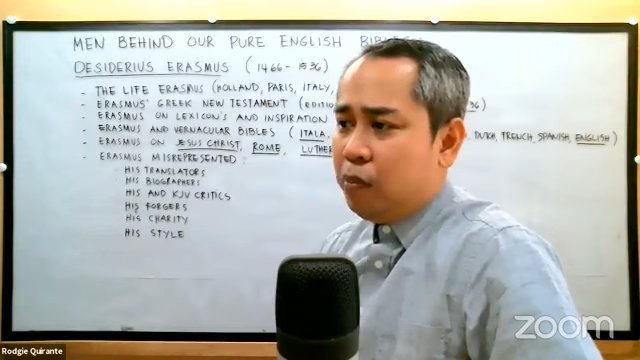 MEN BEHIND OUR PURE ENGLISH
DESIDERIUS ERASMUS (1466 - 1536)
- THE LIFE ERASMUS (HOLLAND, PARIS, ITALY,
- ERASMUS' GREEK NEW TESTAMENT (EDITION
- ERASMUS ON LEXICON'S AND INSPIRATION
- ERASMUS AND VERNACULAR BIBLES (ITALA, DUTCH, FRENCH, SPANISH, ENGLISH)
- ERASMUS ON JESUS CHRIST, ROME, LUTHER
- ERASMUS MISREPRESENTED:
HIS TRANSLATORS
HIS BIOGRAPHERS
HIS AND KJV CRITICS
HIS FORGERS
HIS CHARITY
HIS STYLE
Rodgie Quirante
zoom